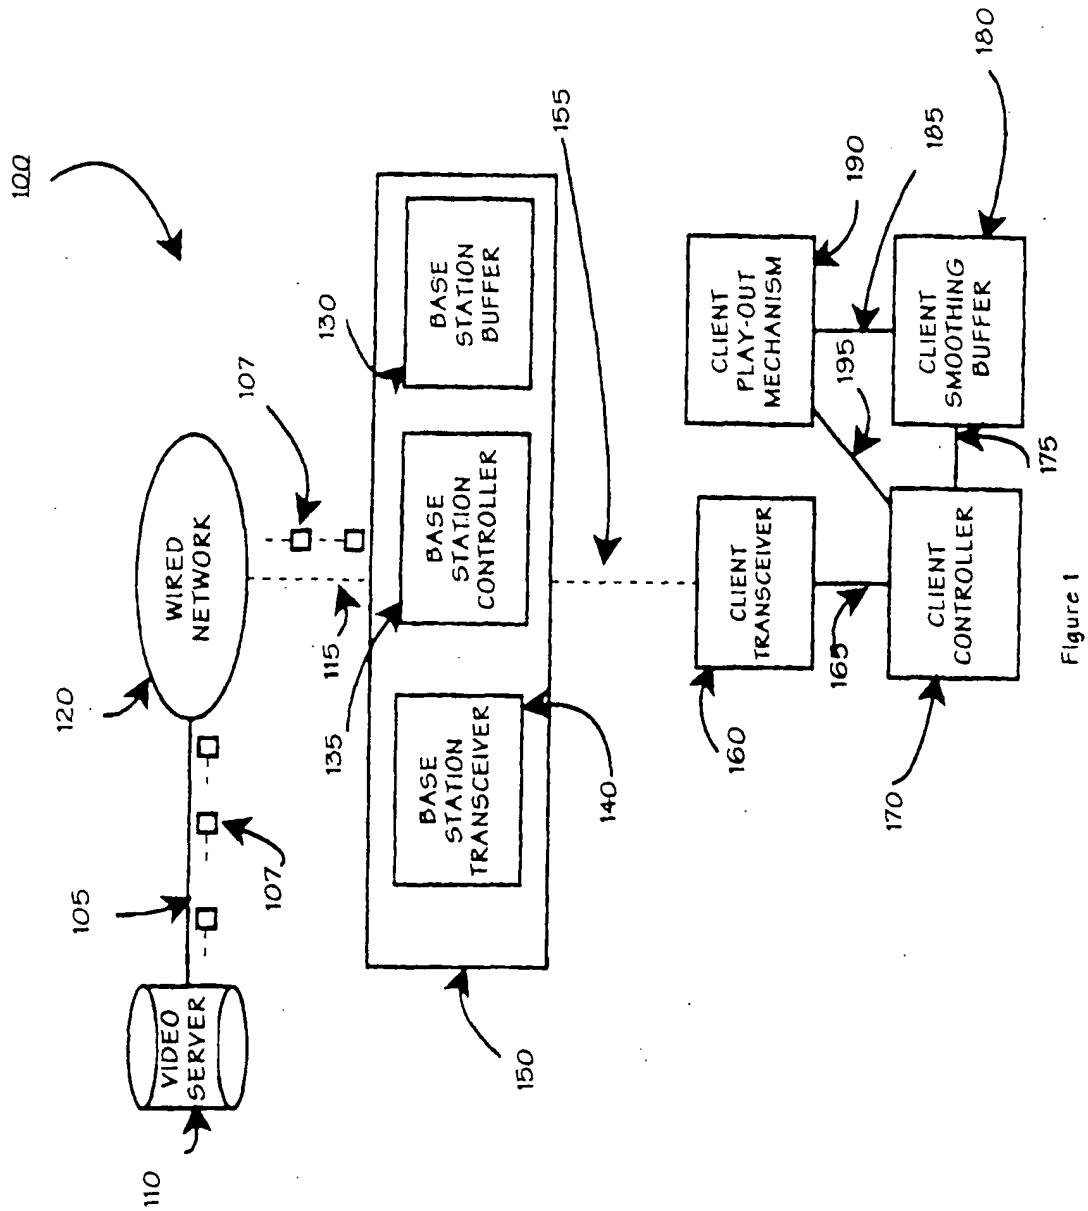 100
110
VIDEO
SERVER
105
107
120
WIRED
NETWORK
107
115
130
135
BASE
STATION
TRANSCEIVER
BASE
STATION
CONTROLLER
BASE
STATION
BUFFER
140
150
155
160
CLIENT
TRANSCEIVER
165
170
CLIENT
CONTROLLER
175
CLIENT
SMOOTHING
BUFFER
180
185
CLIENT
PLAY-OUT
MECHANISM
190
195
Figure 1